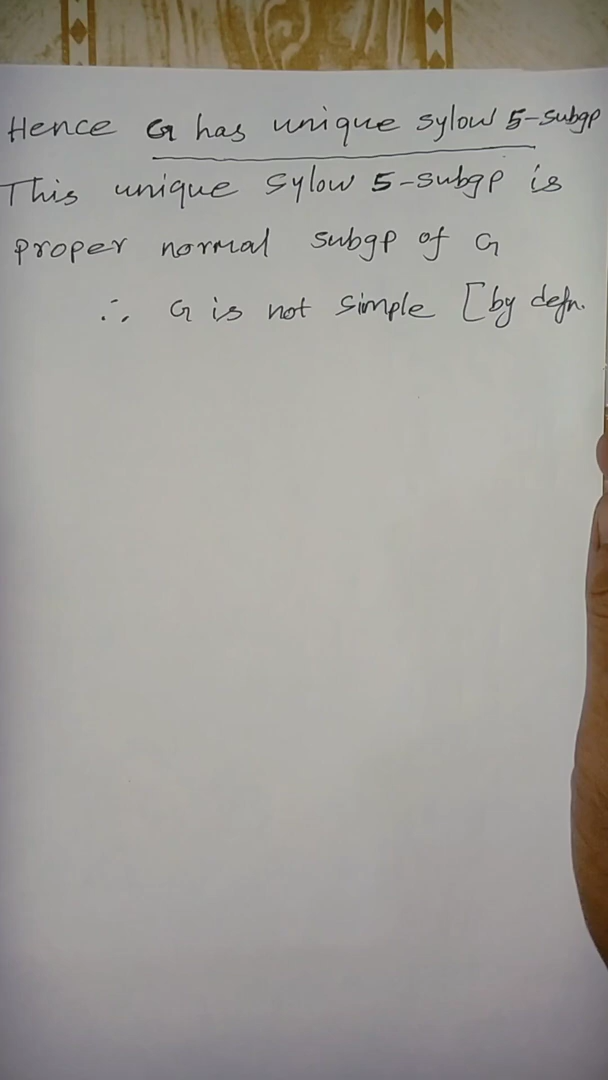 Hence G has unique sylow 5-subgp
This unique Sylow 5-subgp is
proper normal subgp of G
∴ G is not simple [by defn.